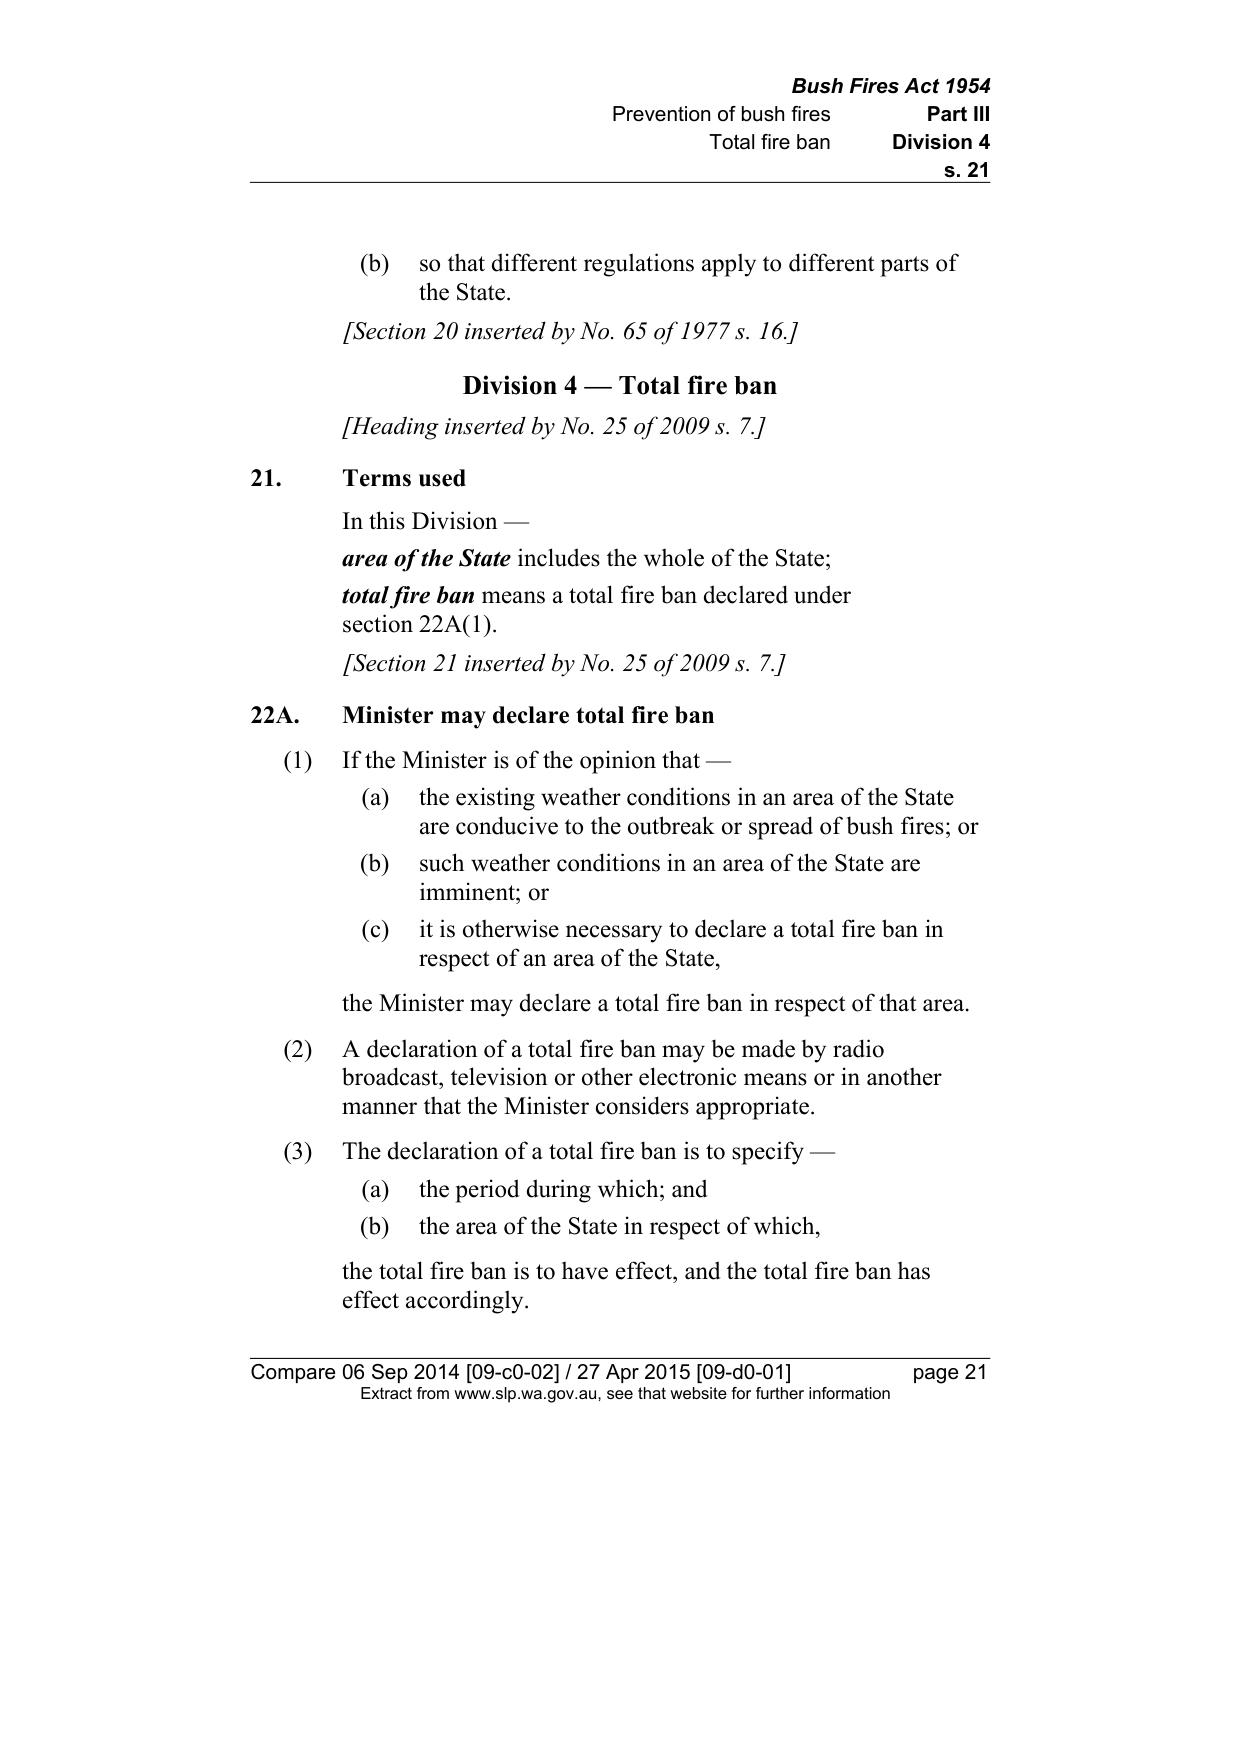 Bush Fires Act 1954
Prevention of bush fires Part III
Total fire ban Division 4
s. 21
(b) so that different regulations apply to different parts of
the State.
[Section 20 inserted by No. 65 of 1977 s. 16.]
Division 4 — Total fire ban
[Heading inserted by No. 25 of 2009 s. 7.]
21. Terms used
In this Division —
area of the State includes the whole of the State;
total fire ban means a total fire ban declared under
section 22A(1).
[Section 21 inserted by No. 25 of 2009 s. 7.]
22A. Minister may declare total fire ban
(1) If the Minister is of the opinion that —
(a) the existing weather conditions in an area of the State
are conducive to the outbreak or spread of bush fires; or
(b) such weather conditions in an area of the State are
imminent; or
(c) it is otherwise necessary to declare a total fire ban in
respect of an area of the State,
the Minister may declare a total fire ban in respect of that area.
(2) A declaration of a total fire ban may be made by radio
broadcast, television or other electronic means or in another
manner that the Minister considers appropriate.
(3) The declaration of a total fire ban is to specify —
(a) the period during which; and
(b) the area of the State in respect of which,
the total fire ban is to have effect, and the total fire ban has
effect accordingly.
Compare 06 Sep 2014 [09-c0-02] / 27 Apr 2015 [09-d0-01] page 21
Extract from www.slp.wa.gov.au, see that website for further information